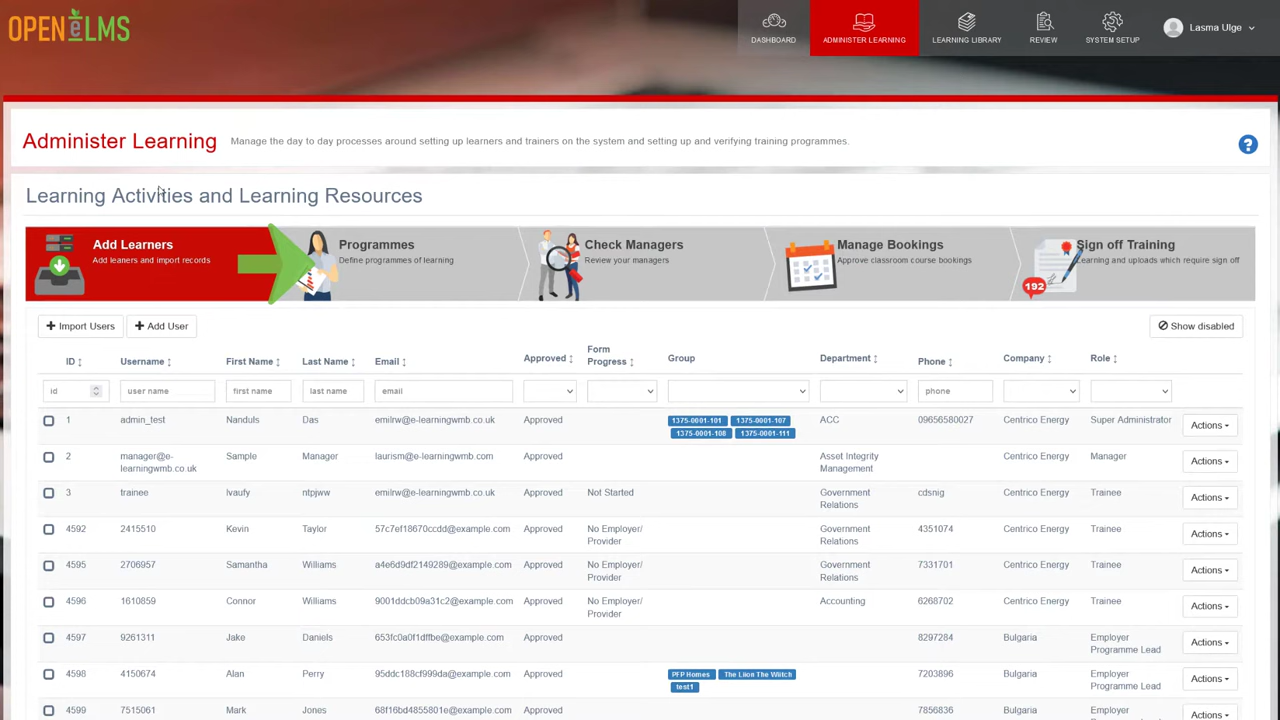 OPENeLMS
DASHBOARD
ADMINISTER LEARNING
LEARNING LIBRARY
REVIEW
SYSTEM SETUP
Lasma Ulge
Administer Learning
Manage the day to day processes around setting up learners and trainers on the system and setting up and verifying training programmes.
?
Learning Activities and Learning Resources
Add Learners
Add leaners and import records
Programmes
Define programmes of learning
Check Managers
Review your managers
Manage Bookings
Approve classroom course bookings
Sign off Training
Learning and uploads which require sign off
192
Import Users
Add User
Show disabled
ID Username First Name Last Name Email Approved Form Progress Group Department Phone Company Role
id user name first name last name email phone
1 admin_test Nanduls Das emilrw@e-learningwmb.co.uk Approved 1375-0001-101 1375-0001-107 ACC 09656580027 Centrico Energy Super Administrator Actions
1375-0001-108 1375-0001-111
2 manager@e- Sample Manager laurism@e-learningwmb.com Approved Asset Integrity Centrico Energy Manager Actions
learningwmb.co.uk Management
3 trainee lvaufy ntpjww emilrw@e-learningwmb.co.uk Approved Not Started Government cdsnig Centrico Energy Trainee Actions
Relations
4592 2415510 Kevin Taylor 57c7ef18670ccdd@example.com Approved No Employer/ Government 4351074 Centrico Energy Trainee Actions
Provider Relations
4595 2706957 Samantha Williams a4e6d9df2149289@example.com Approved No Employer/ Government 7331701 Centrico Energy Trainee Actions
Provider Relations
4596 1610859 Connor Williams 9001ddcb09a31c2@example.com Approved No Employer/ Accounting 6268702 Centrico Energy Trainee Actions
Provider
4597 9261311 Jake Daniels 653fc0a0f1dffbe@example.com Approved 8297284 Bulgaria Employer Actions
Programme Lead
4598 4150674 Alan Perry 95ddc188cf999da@example.com Approved PFP Homes The Liion The Wiitch 7203896 Bulgaria Employer Actions
test1 Programme Lead
4599 7515061 Mark Jones 68f16bd4855801e@example.com Approved 7856836 Bulgaria Employer Actions